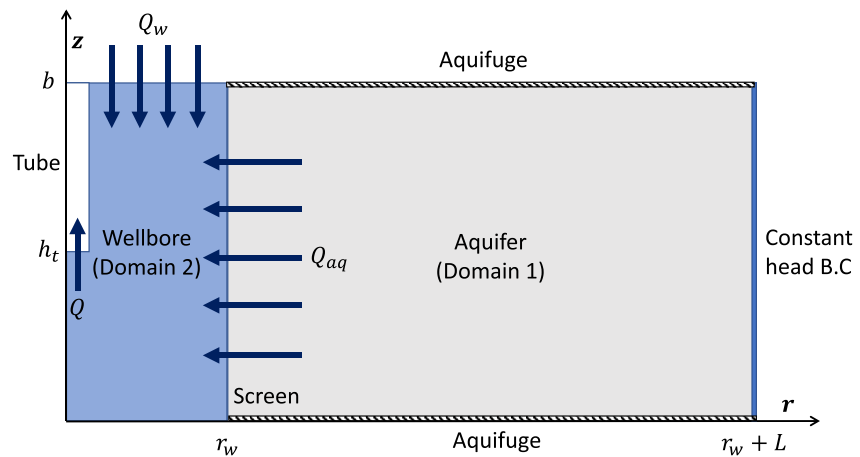 z
Q_w
Aquifuge
b
Tube
h_t
Wellbore
(Domain 2)
Q
Q_aq
Aquifer
(Domain 1)
Constant
head B.C
Screen
r
r_w
Aquifuge
r_w + L